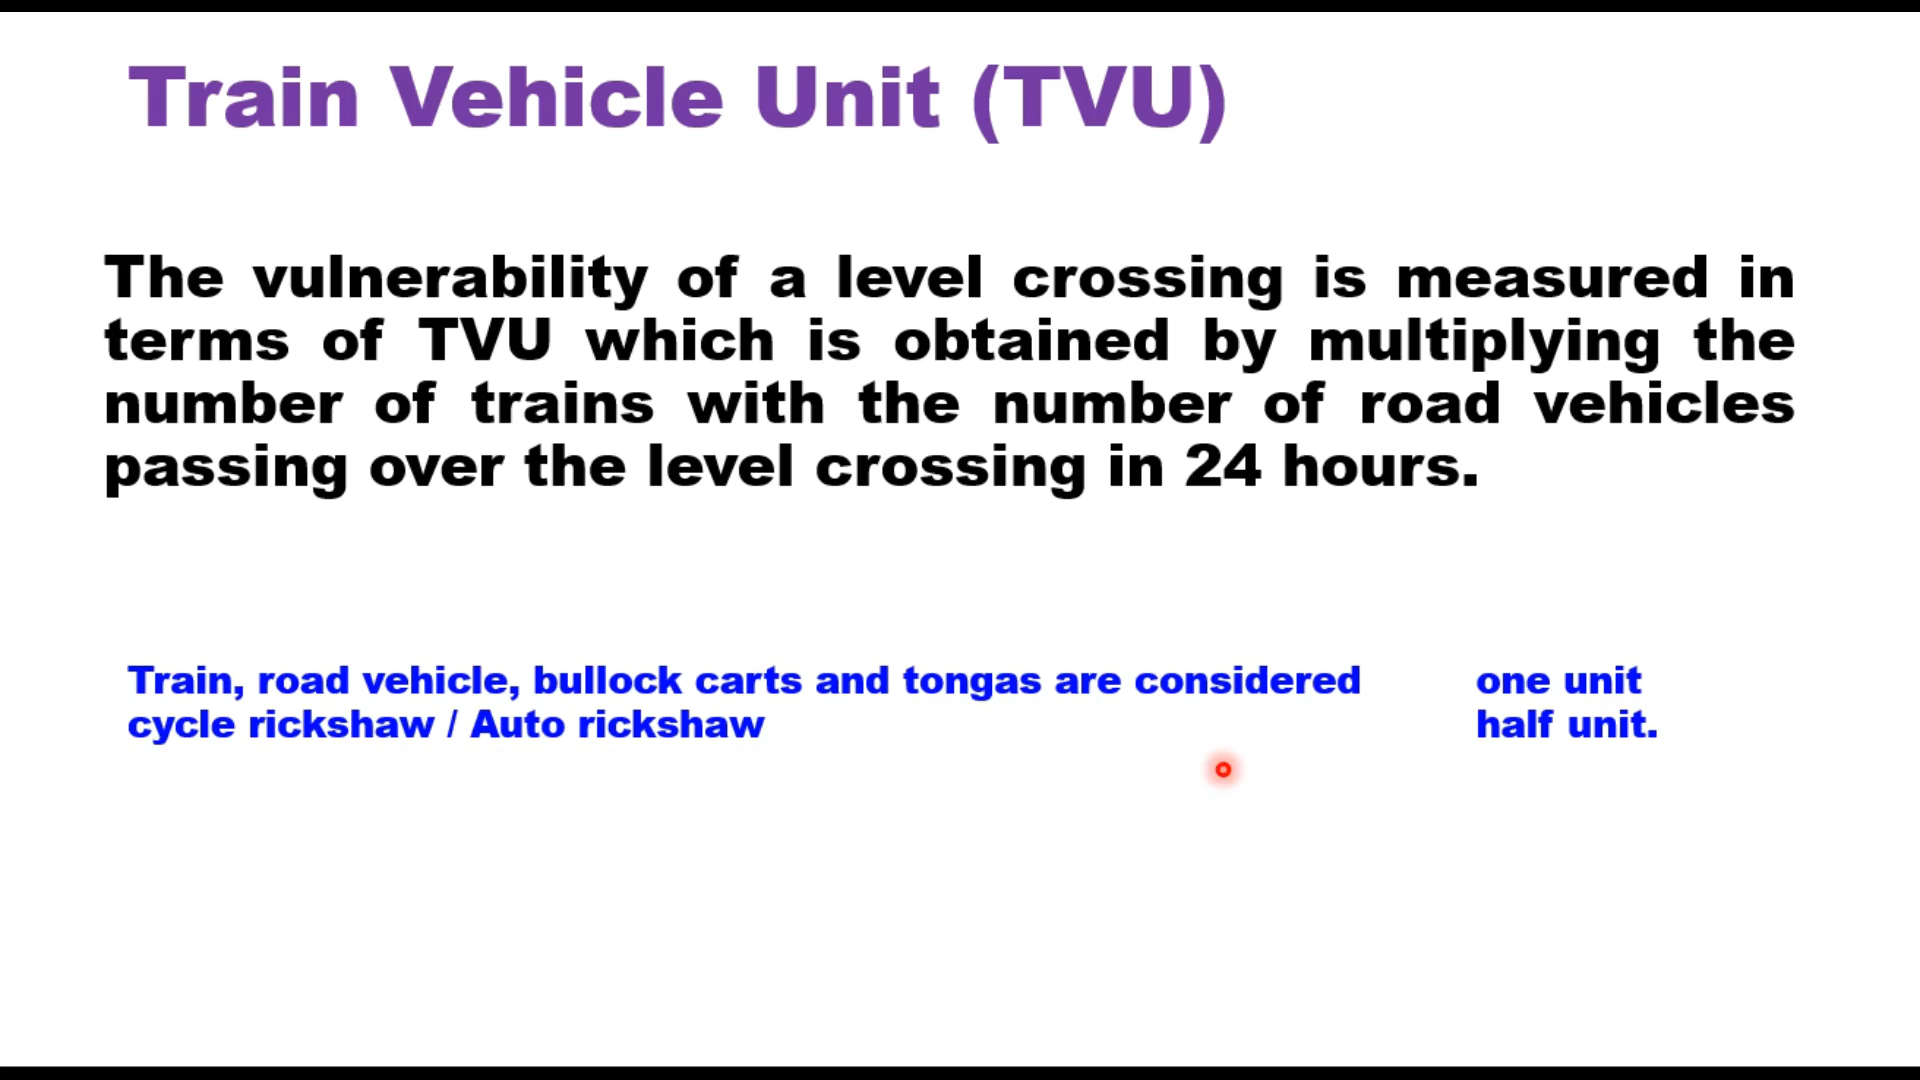 Train Vehicle Unit (TVU)
The vulnerability of a level crossing is measured in
terms of TVU which is obtained by multiplying the
number of trains with the number of road vehicles
passing over the level crossing in 24 hours.
Train, road vehicle, bullock carts and tongas are considered one unit
cycle rickshaw / Auto rickshaw half unit.